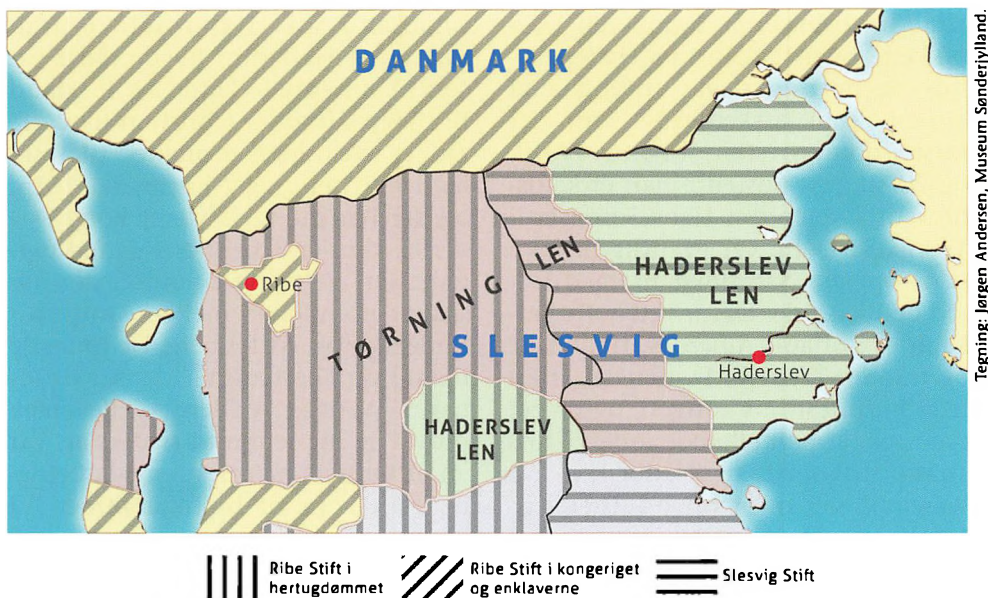 DANMARK
TØRNING LEN
HADERSLEV
LEN
Ribe
SLESVIG
Haderslev
HADERSLEV
LEN
Ribe Stift i
hertugdømmet
Ribe Stift i kongeriget
og enklaverne
Slesvig Stift
Tegning: Jørgen Andersen, Museum Sønderjylland.